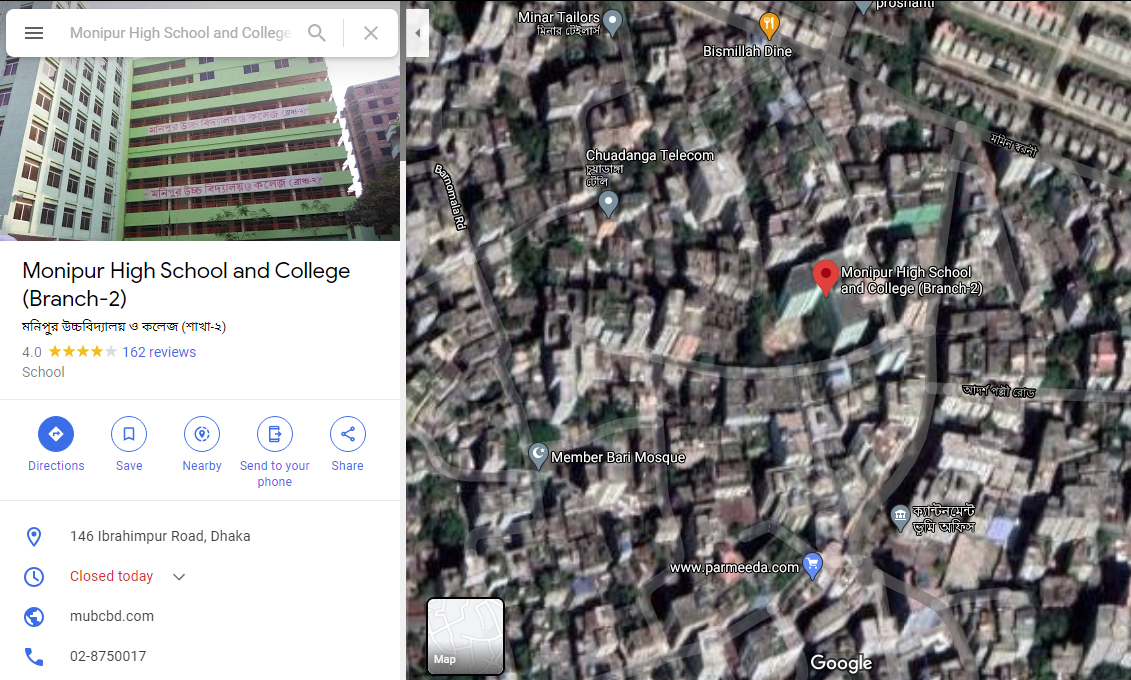 Monipur High School and College
মনিপুর উচ্চ বিদ্যালয় ও কলেজ (শাখা-২)
মনিপুর উচ্চ বিদ্যালয় ও কলেজ (শাখা-২)
Monipur High School and College
(Branch-2)
মনিপুর উচ্চবিদ্যালয় ও কলেজ (শাখা-২)
4.0
162 reviews
School
Directions
Save
Nearby
Send to your
phone
Share
146 Ibrahimpur Road, Dhaka
Closed today
mubcbd.com
02-8750017
proshanti
Minar Tailors
মিনার টেইলার্স
Bismillah Dine
মমিন স্বরনী
Chuadanga Telecom
চুয়াডাঙ্গা
টেলি
Barnomala Rd
Monipur High School
and College (Branch-2)
আদর্শ পল্লী রোড
Member Bari Mosque
ক্যান্টনমেন্ট
ভূমি অফিস
www.parmeeda.com
Map
Google